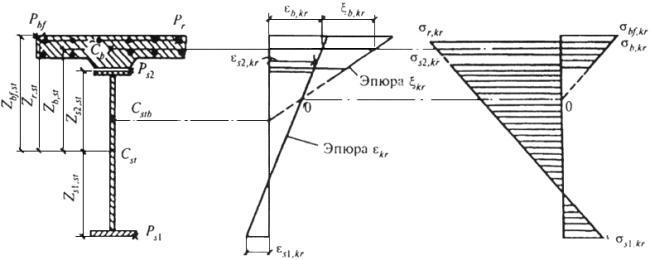 P_bf
P_r
C_b
P_s2
Z_bf,st
Z_r,st
Z_b,st
Z_s2,st
C_stb
C_st
Z_s1,st
P_s1
ε_b,kr
ξ_b,kr
ε_s2,kr
Эпюра ξ_kr
0
Эпюра ε_kr
ε_s1,kr
σ_r,kr
σ_s2,kr
σ_bf,kr
σ_b,kr
0
σ_s1,kr